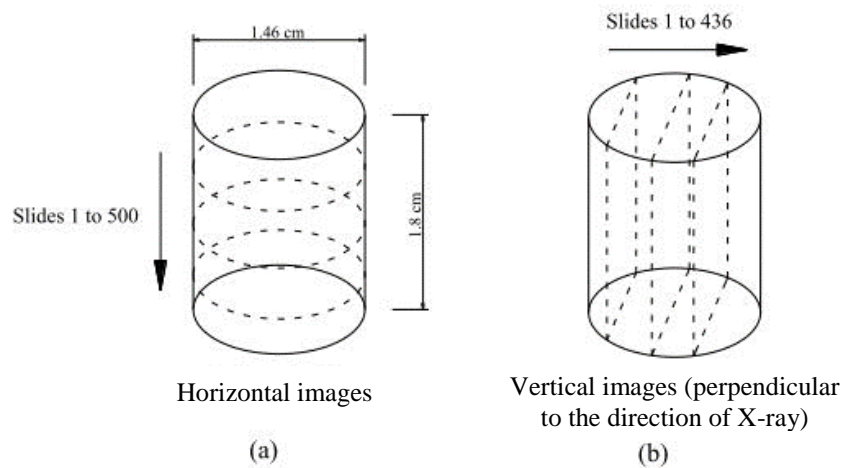 1.46 cm
Slides 1 to 500
1.8 cm
Horizontal images
(a)
Slides 1 to 436
Vertical images (perpendicular
to the direction of X-ray)
(b)